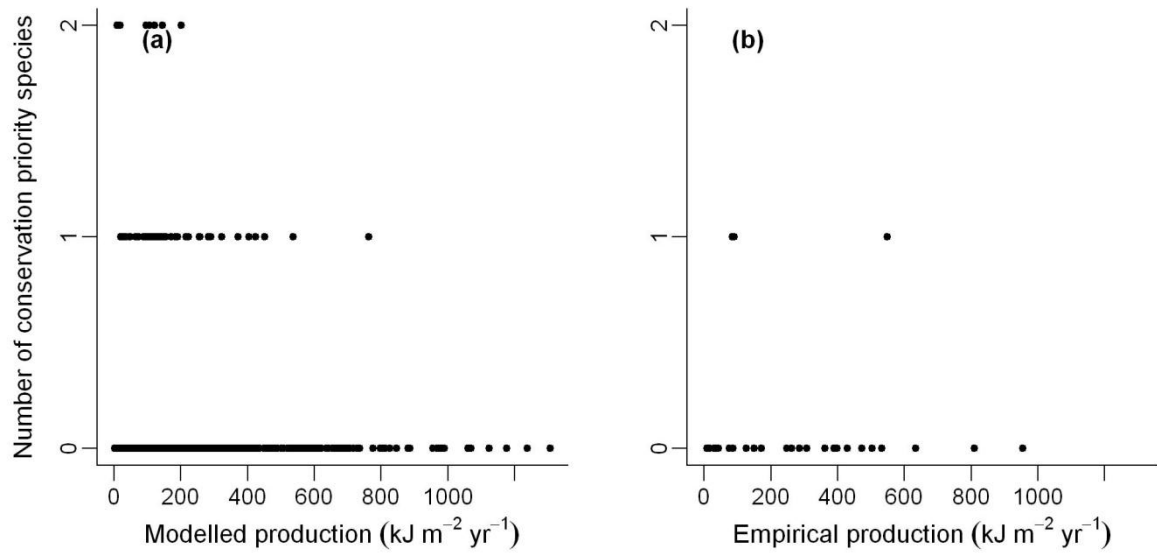 Number of conservation priority species
2
1
0
(a)
0 200 400 600 800 1000
Modelled production (kJ m⁻² yr⁻¹)
2
1
0
(b)
0 200 400 600 800 1000
Empirical production (kJ m⁻² yr⁻¹)